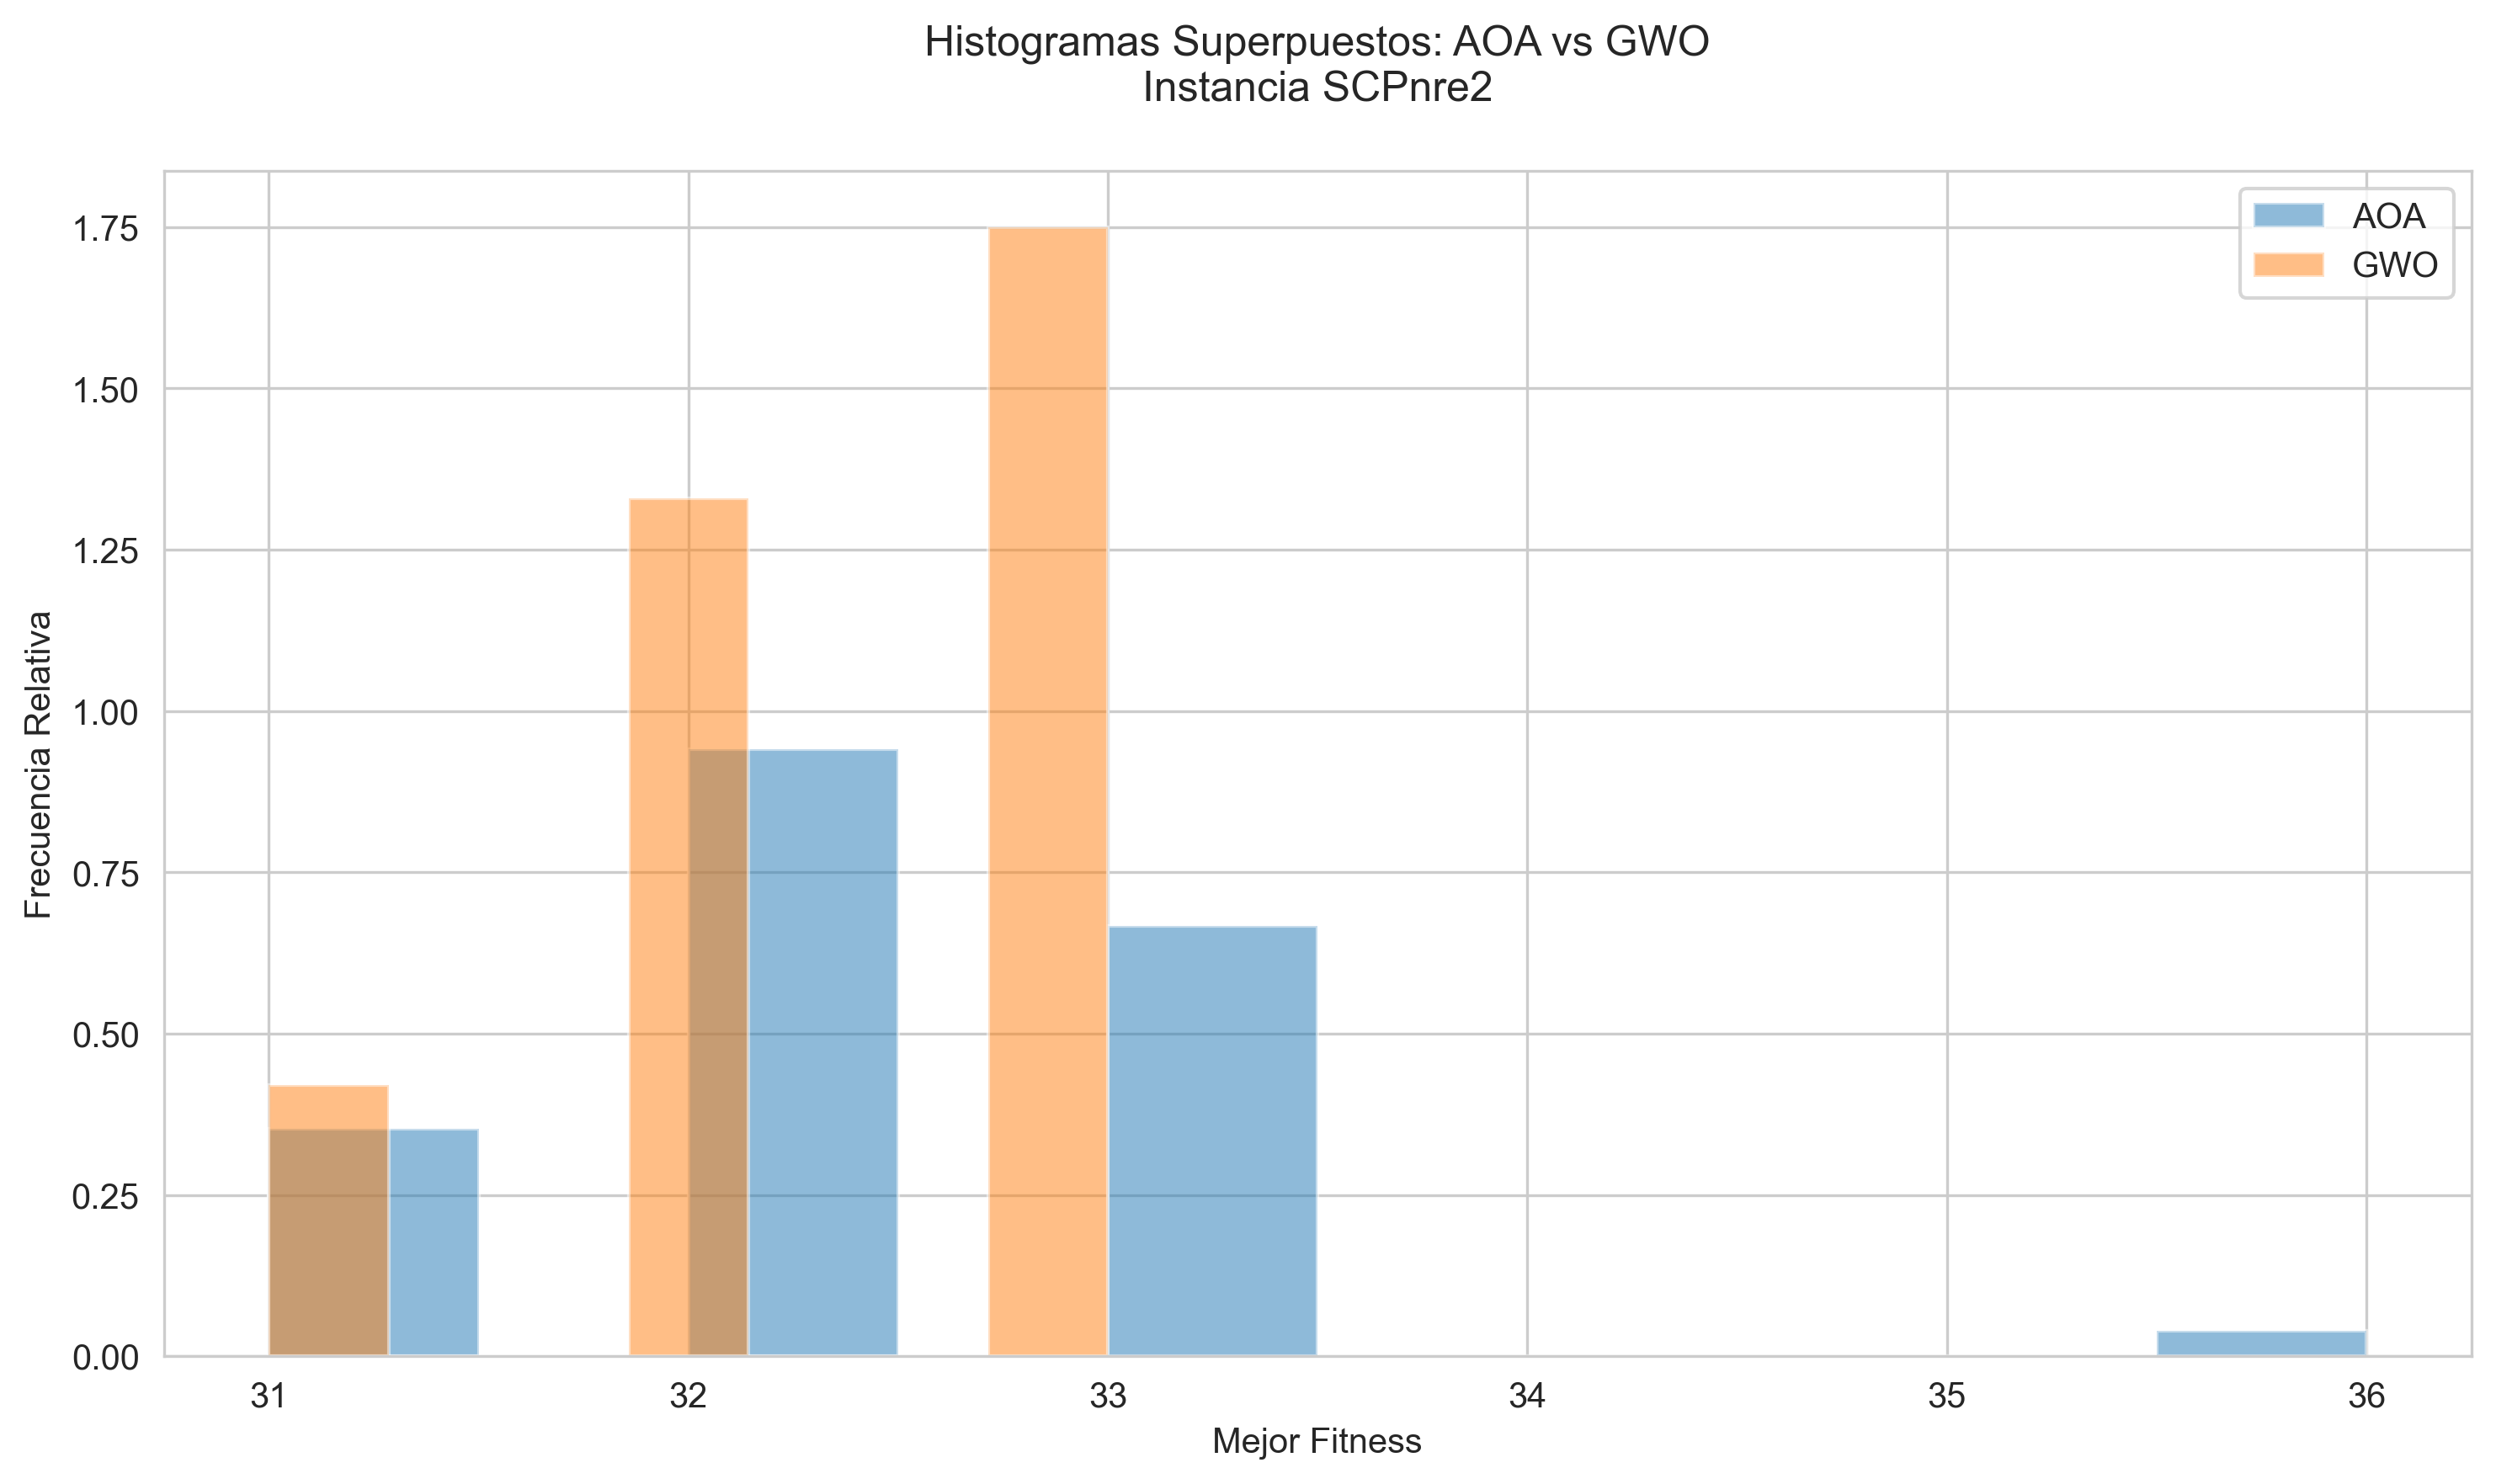 Histogramas Superpuestos: AOA vs GWO
Instancia SCPnre2
AOA
GWO
Frecuencia Relativa
1.75
1.50
1.25
1.00
0.75
0.50
0.25
0.00
31 32 33 34 35 36
Mejor Fitness